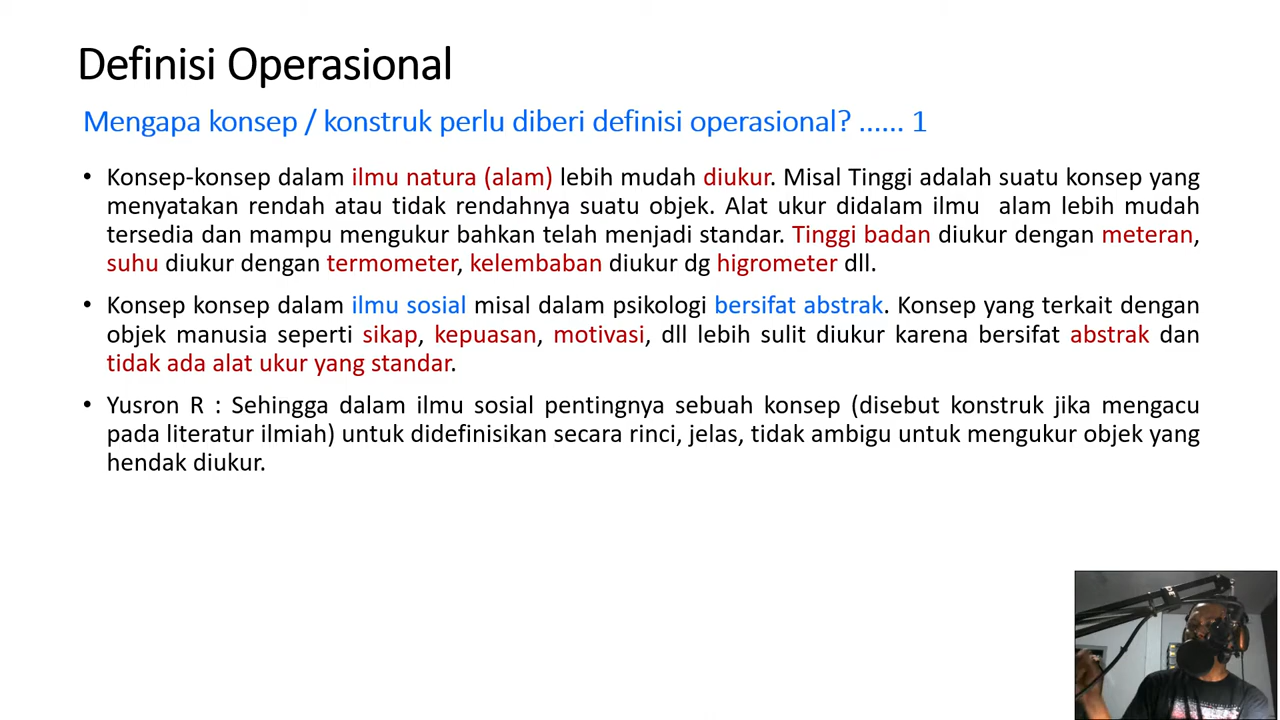 Definisi Operasional
Mengapa konsep / konstruk perlu diberi definisi operasional? ...... 1
• Konsep-konsep dalam ilmu natura (alam) lebih mudah diukur. Misal Tinggi adalah suatu konsep yang
menyatakan rendah atau tidak rendahnya suatu objek. Alat ukur didalam ilmu alam lebih mudah
tersedia dan mampu mengukur bahkan telah menjadi standar. Tinggi badan diukur dengan meteran,
suhu diukur dengan termometer, kelembaban diukur dg higrometer dll.
• Konsep konsep dalam ilmu sosial misal dalam psikologi bersifat abstrak. Konsep yang terkait dengan
objek manusia seperti sikap, kepuasan, motivasi, dll lebih sulit diukur karena bersifat abstrak dan
tidak ada alat ukur yang standar.
• Yusron R : Sehingga dalam ilmu sosial pentingnya sebuah konsep (disebut konstruk jika mengacu
pada literatur ilmiah) untuk didefinisikan secara rinci, jelas, tidak ambigu untuk mengukur objek yang
hendak diukur.